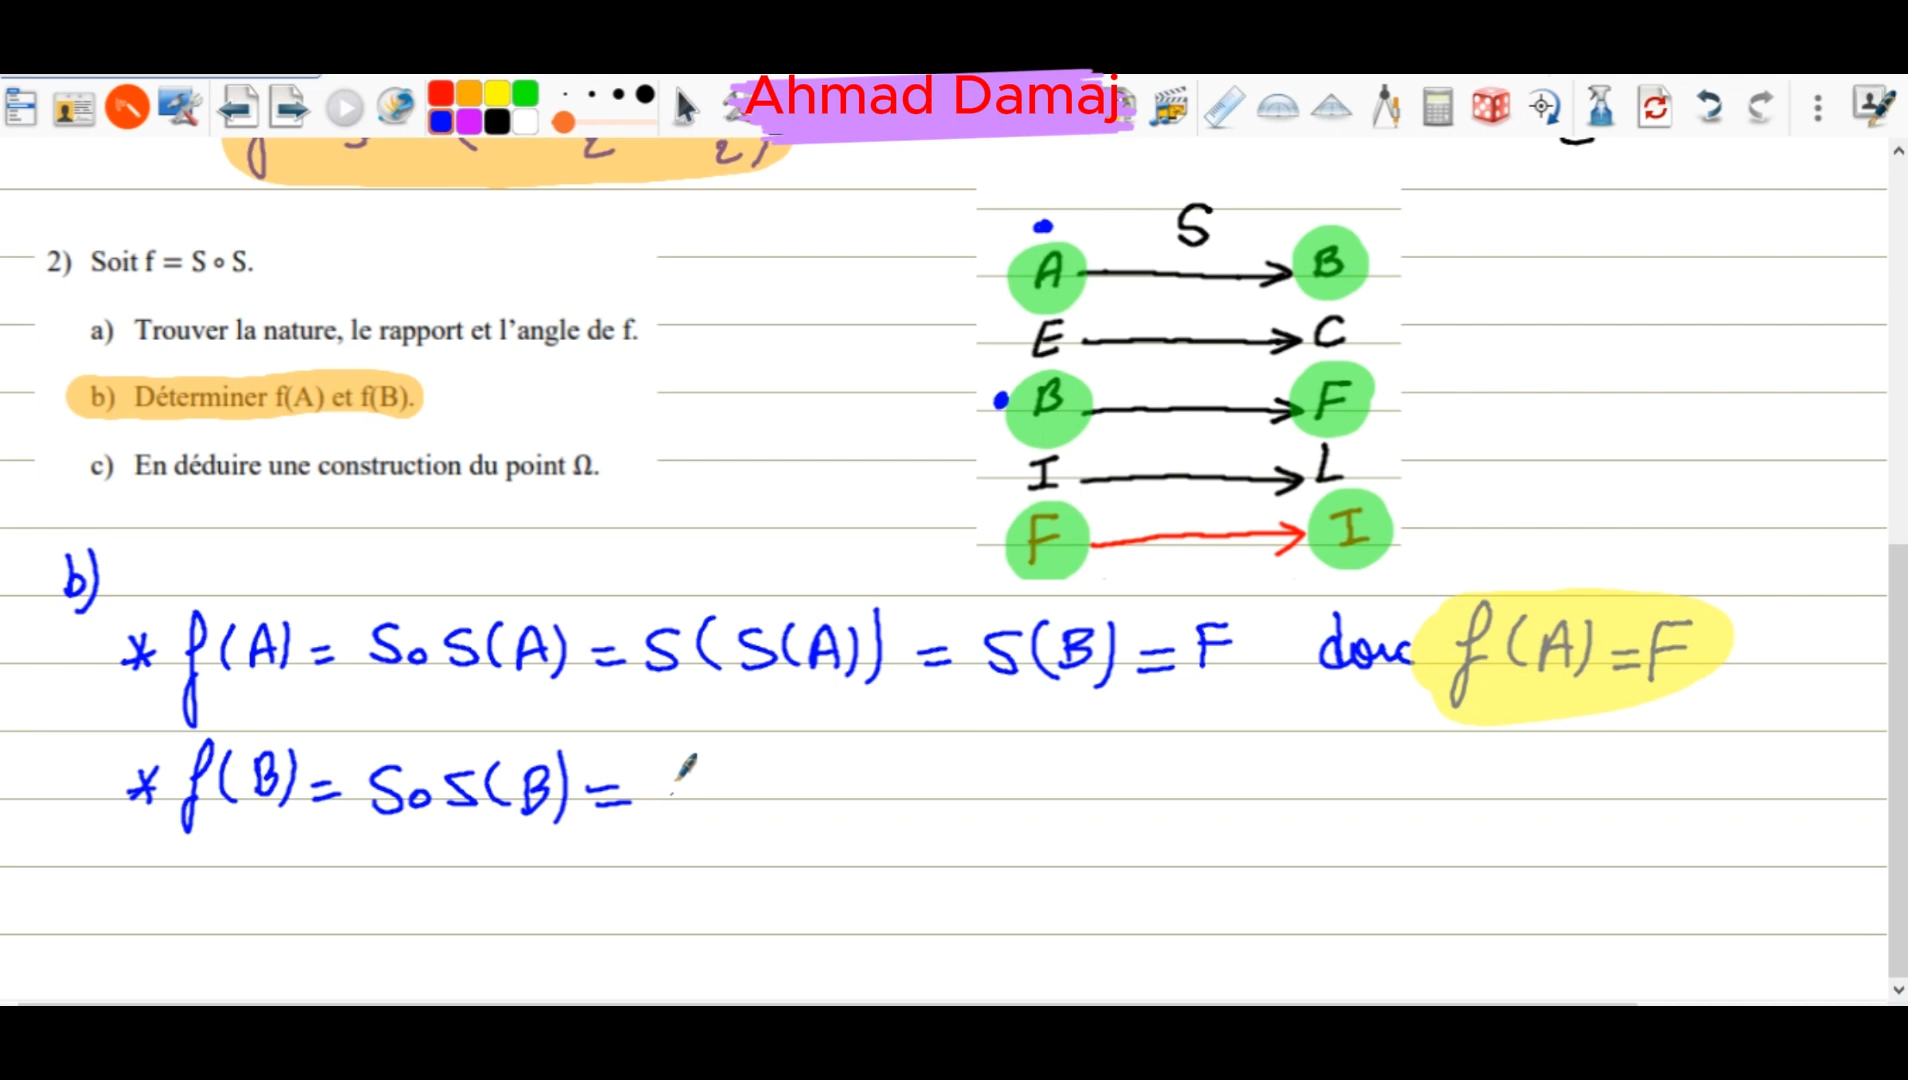 Ahmad Damaj
2) Soit f = S ∘ S.
a) Trouver la nature, le rapport et l'angle de f.
b) Déterminer f(A) et f(B).
c) En déduire une construction du point Ω.
S
A → B
E → C
B → F
I → L
F → I
b)
* f(A) = S∘S(A) = S(S(A)) = S(B) = F donc f(A) = F
* f(B) = S∘S(B) =